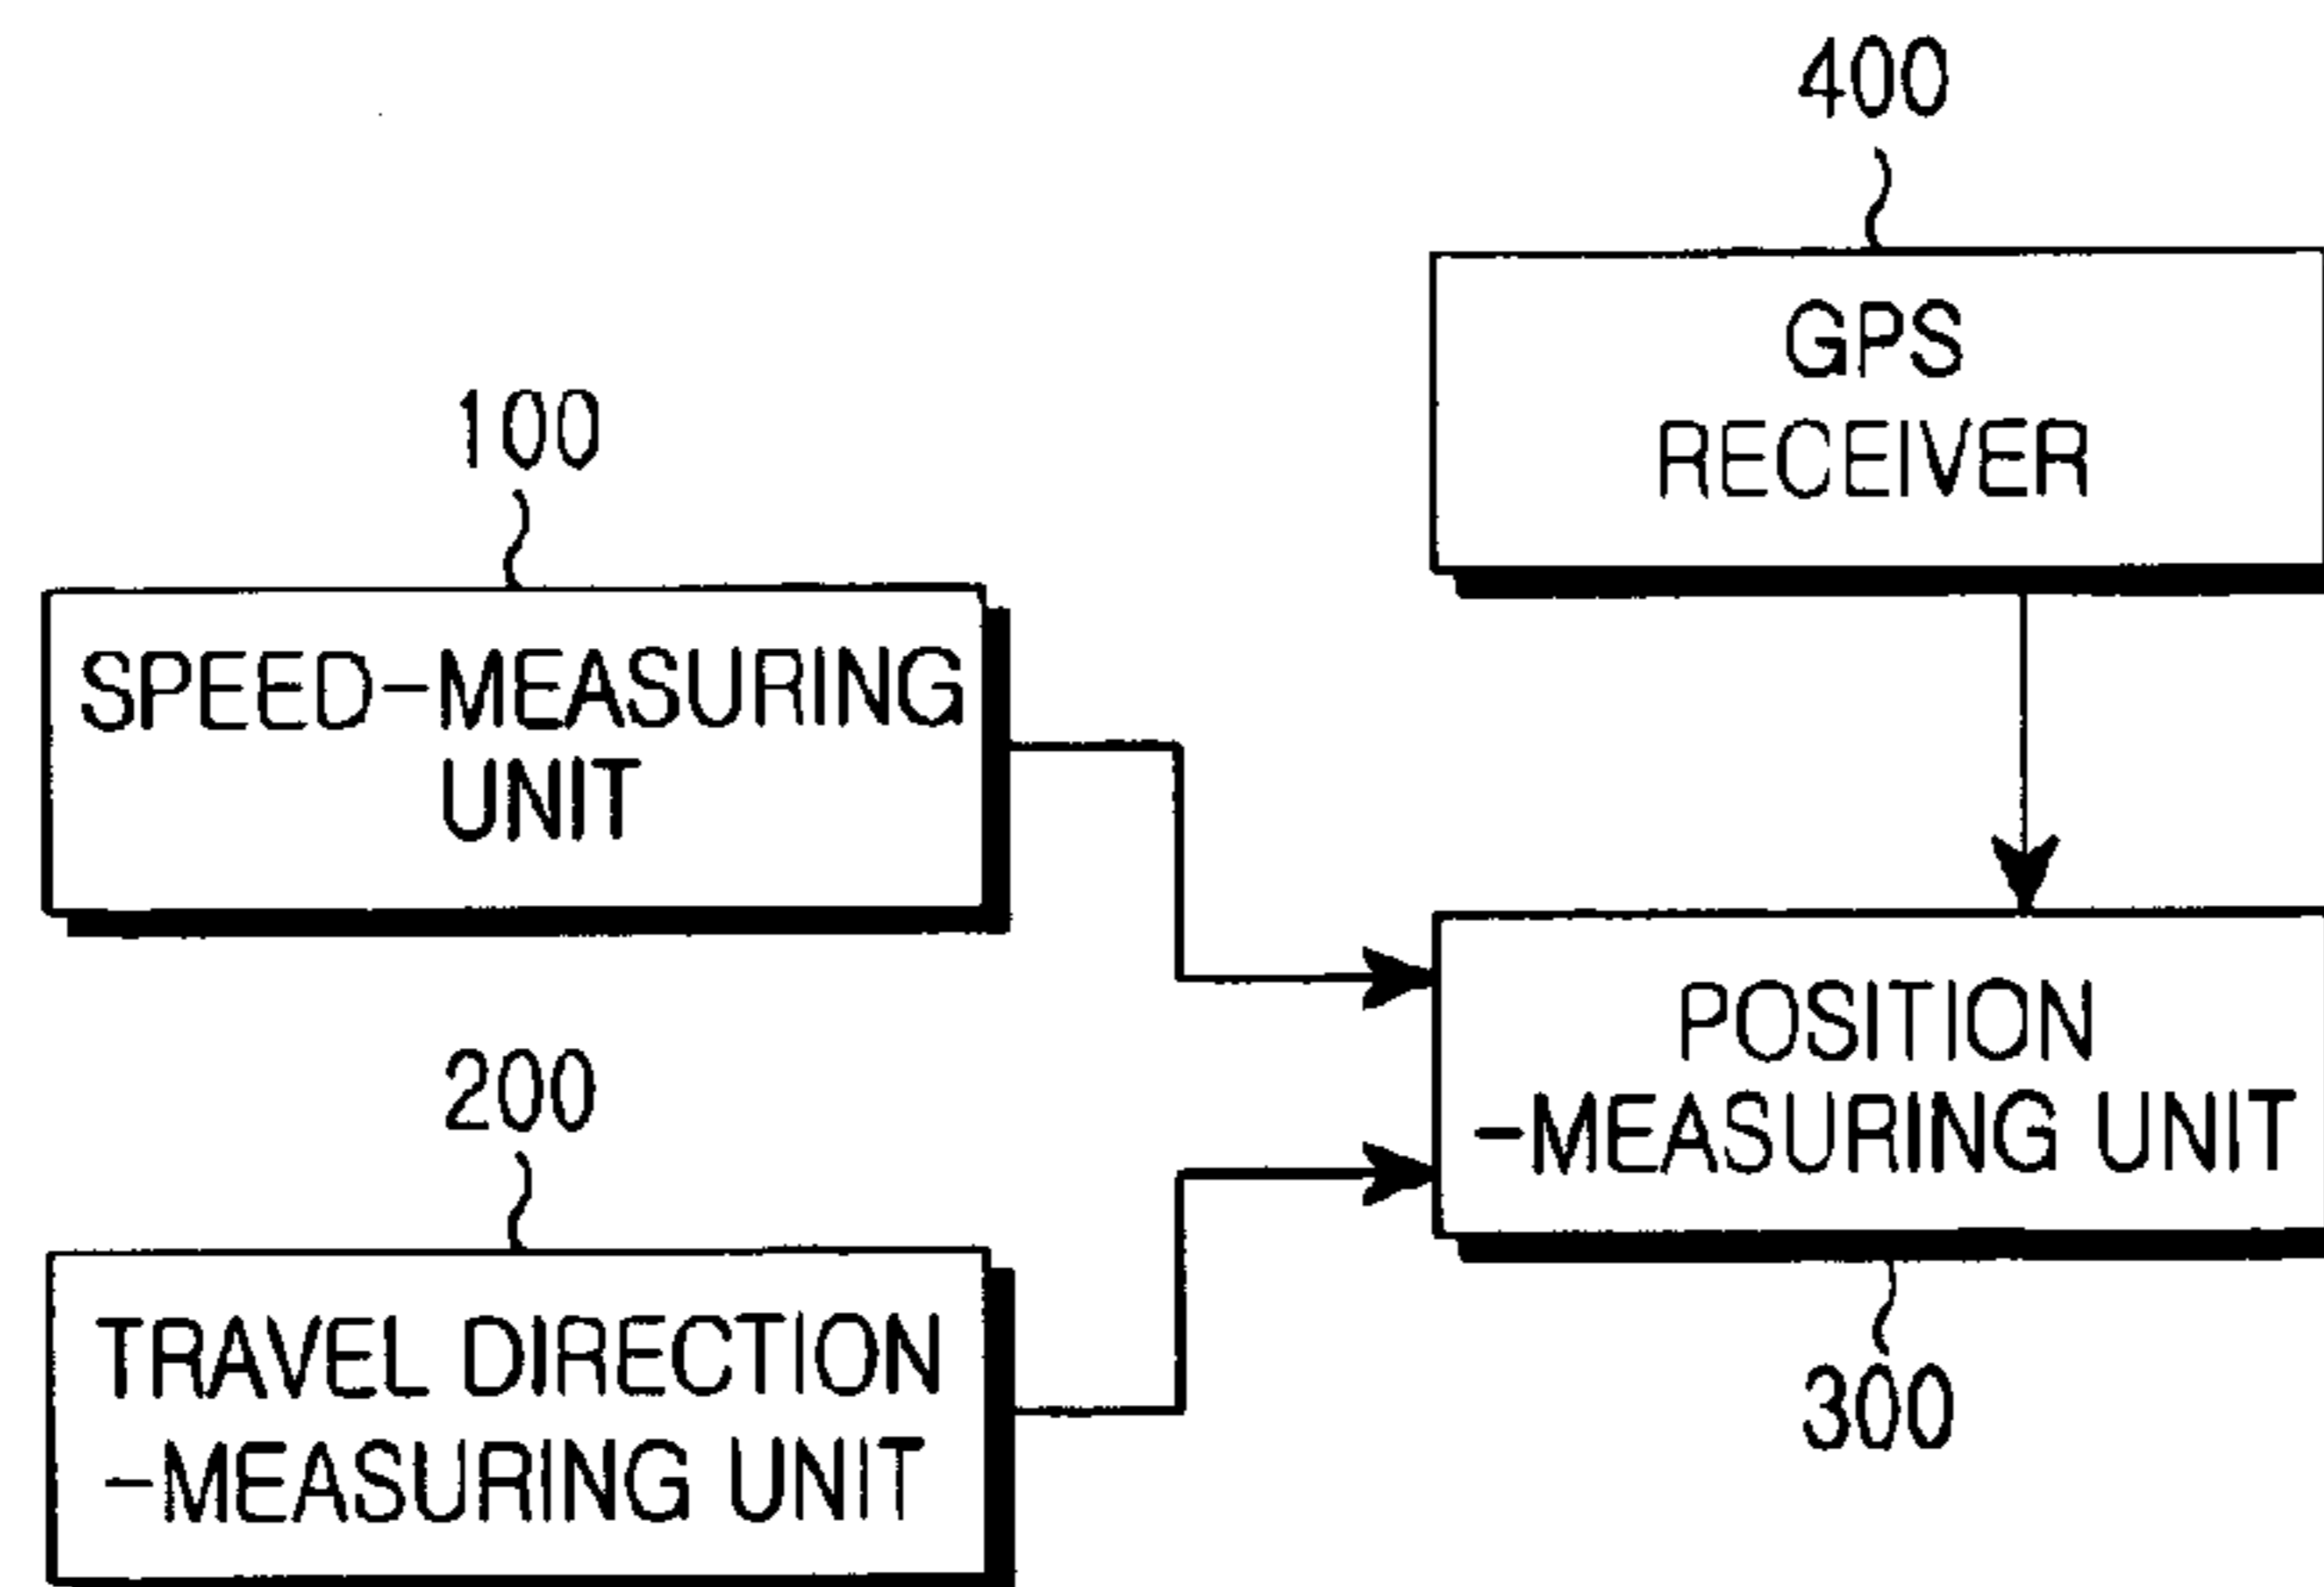 400
GPS
RECEIVER
100
SPEED-MEASURING
UNIT
POSITION
-MEASURING UNIT
200
TRAVEL DIRECTION
-MEASURING UNIT
300